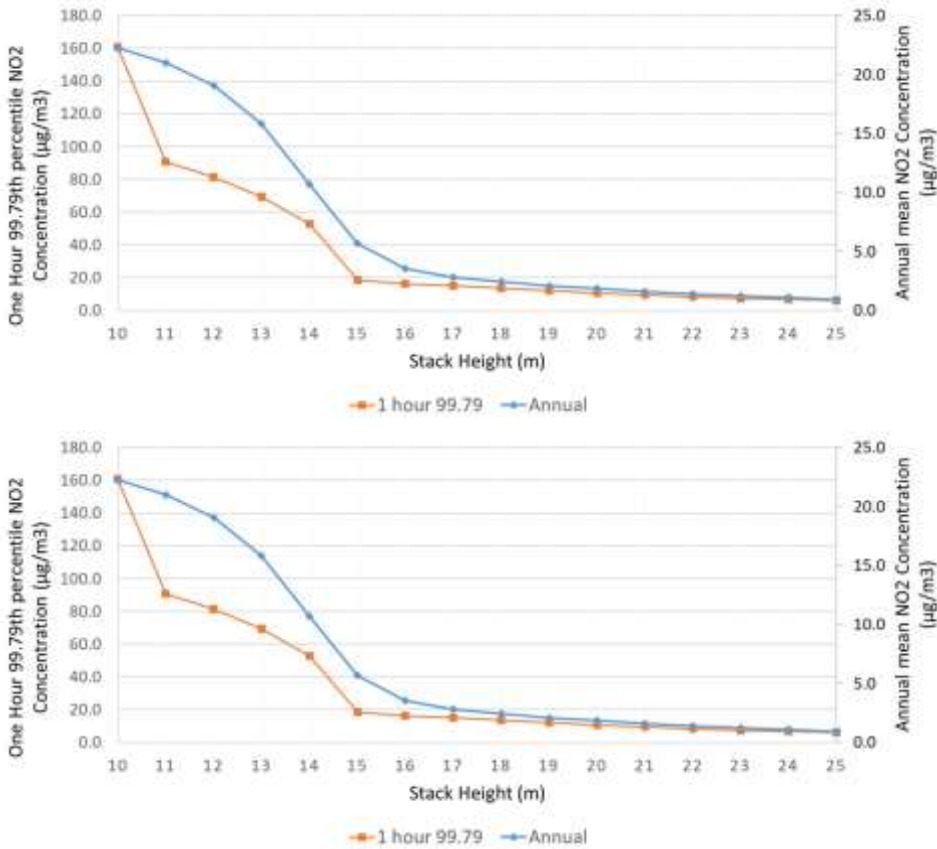 One Hour 99.79th percentile NO2
Concentration (µg/m3)
180.0
160.0
140.0
120.0
100.0
80.0
60.0
40.0
20.0
0.0
25.0
20.0
15.0
10.0
5.0
0.0
Annual mean NO2 Concentration
(µg/m3)
10 11 12 13 14 15 16 17 18 19 20 21 22 23 24 25
Stack Height (m)
1 hour 99.79 Annual
One Hour 99.79th percentile NO2
Concentration (µg/m3)
180.0
160.0
140.0
120.0
100.0
80.0
60.0
40.0
20.0
0.0
25.0
20.0
15.0
10.0
5.0
0.0
Annual mean NO2 Concentration
(µg/m3)
10 11 12 13 14 15 16 17 18 19 20 21 22 23 24 25
Stack Height (m)
1 hour 99.79 Annual